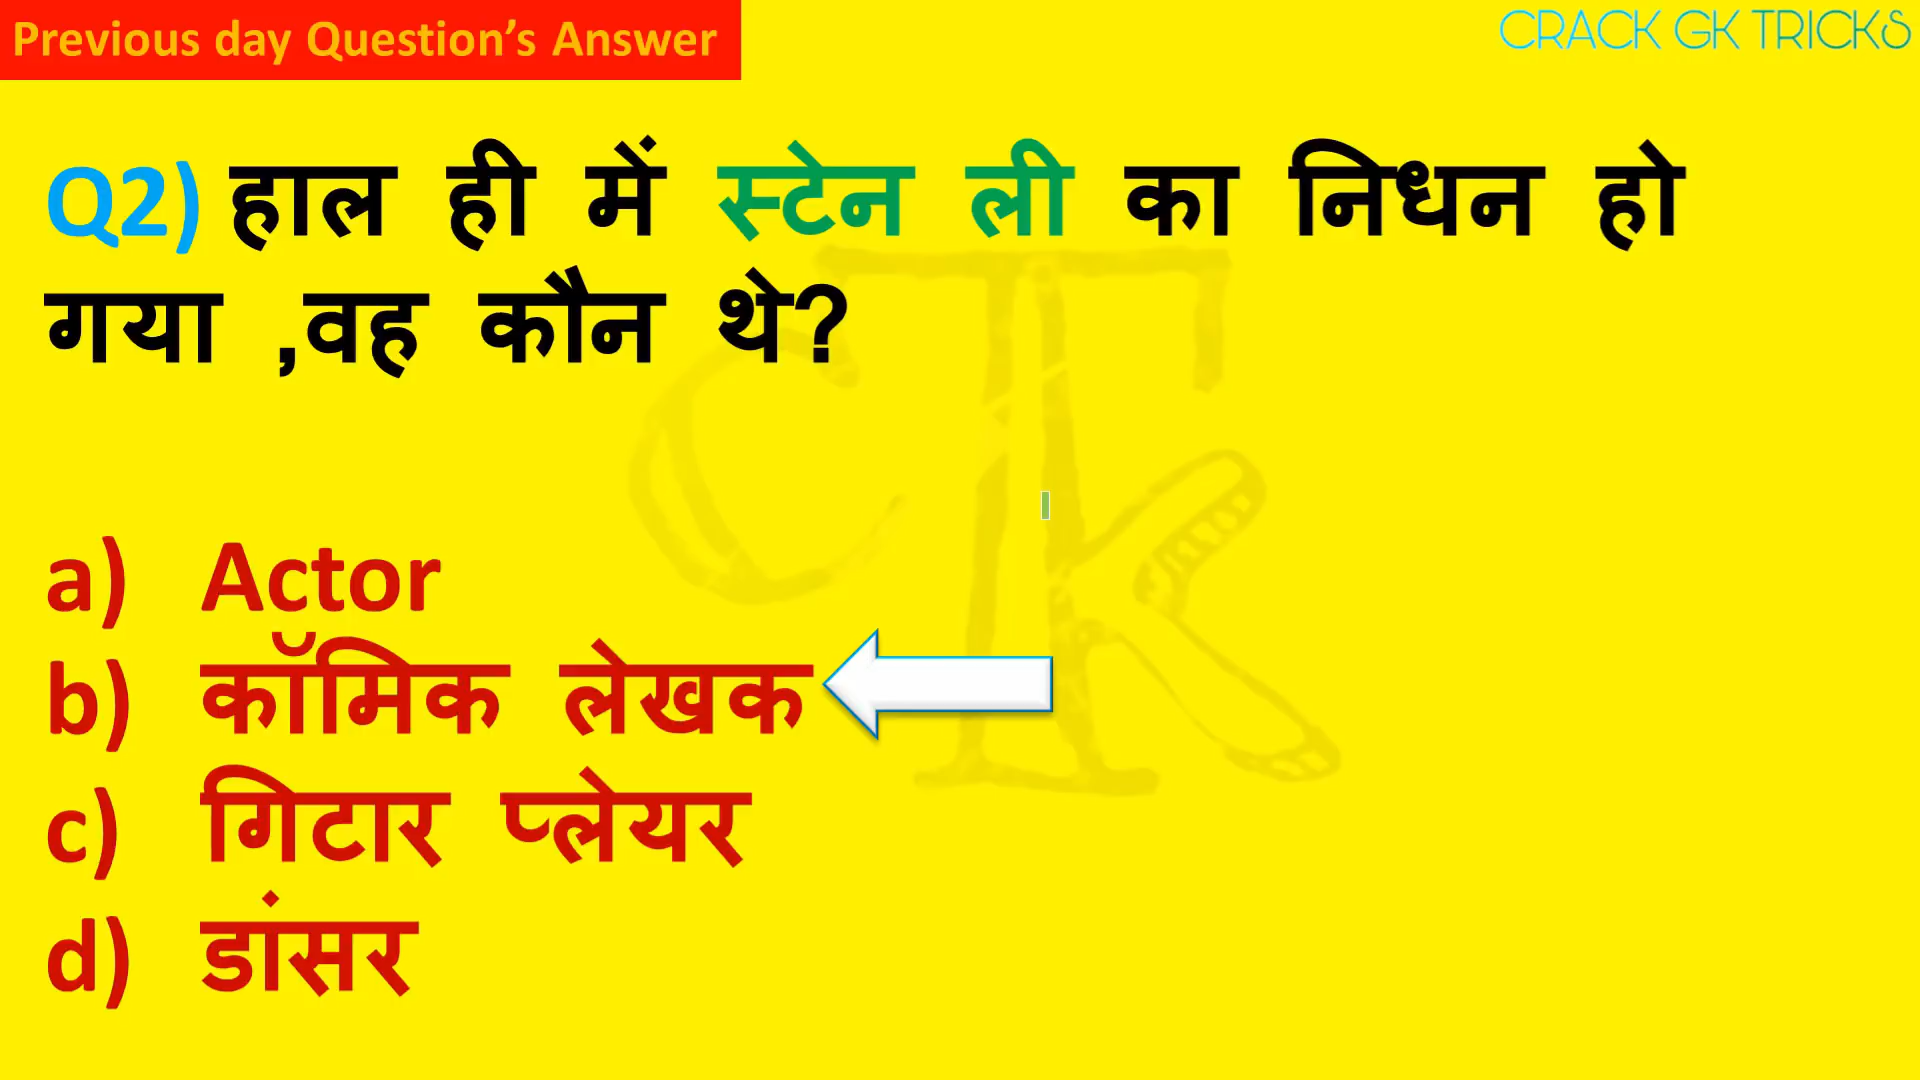 Previous day Question’s Answer
CRACK GK TRICKS
Q2) हाल ही में स्टेन ली का निधन हो
गया ,वह कौन थे?
a) Actor
b) कॉमिक लेखक
c) गिटार प्लेयर
d) डांसर